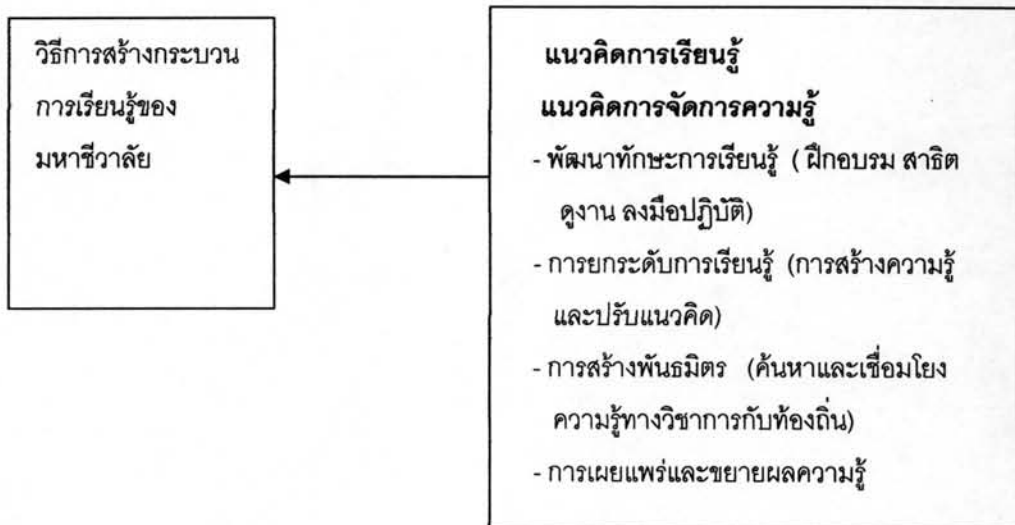 วิธีการสร้างกระบวน
การเรียนรู้ของ
มหาชีวาลัย
แนวคิดการเรียนรู้
แนวคิดการจัดการความรู้
- พัฒนาทักษะการเรียนรู้ ( ฝึกอบรม สาธิต
ดูงาน ลงมือปฏิบัติ)
- การยกระดับการเรียนรู้ (การสร้างความรู้
และปรับแนวคิด)
- การสร้างพันธมิตร (ค้นหาและเชื่อมโยง
ความรู้ทางวิชาการกับท้องถิ่น)
- การเผยแพร่และขยายผลความรู้